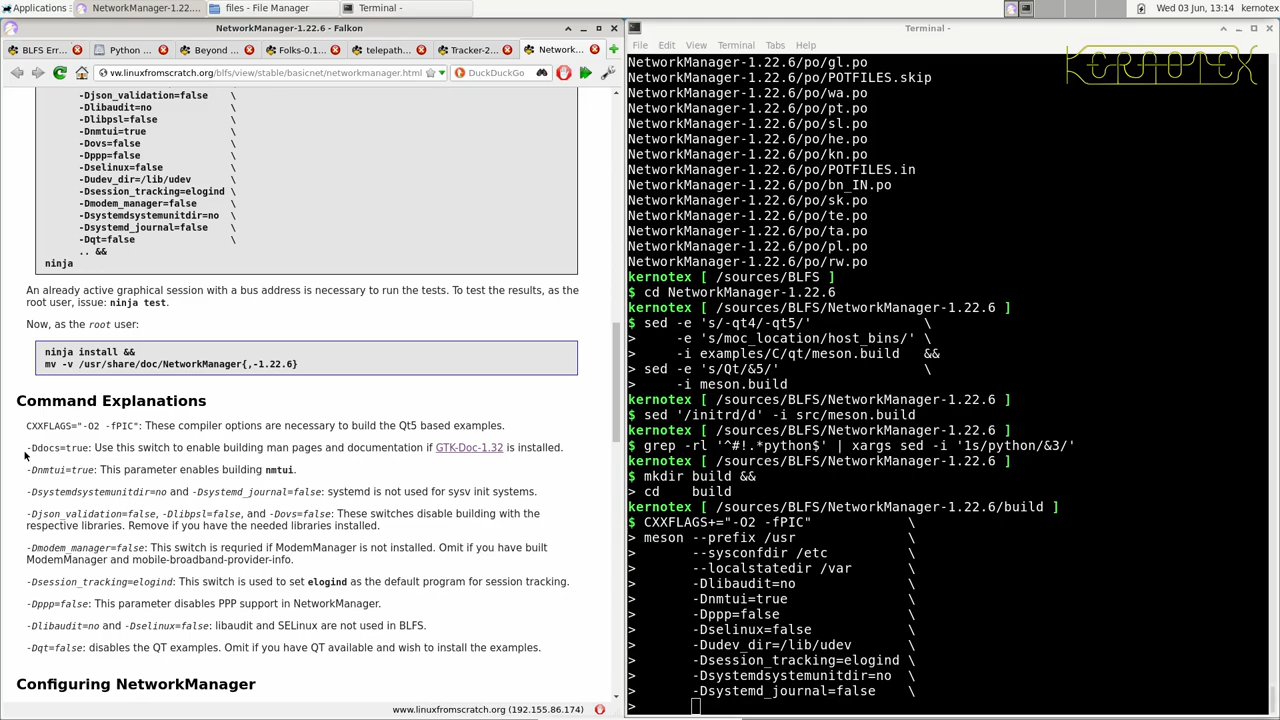 Applications
NetworkManager-1.22....
files - File Manager
Terminal -
Wed 03 Jun, 13:14
kernotex
NetworkManager-1.22.6 - Falkon
BLFS Err...
Python ...
Beyond ...
Folks-0.1...
telepath...
Tracker-2...
Network...
ww.linuxfromscratch.org/blfs/view/stable/basicnet/networkmanager.html
DuckDuckGo
-Djson_validation=false \
-Dlibaudit=no \
-Dlibpsl=false \
-Dnmtui=true \
-Dovs=false \
-Dppp=false \
-Dselinux=false \
-Dudev_dir=/lib/udev \
-Dsession_tracking=elogind \
-Dmodem_manager=false \
-Dsystemdsystemunitdir=no \
-Dsystemd_journal=false \
-Dqt=false \
.. &&
ninja
An already active graphical session with a bus address is necessary to run the tests. To test the results, as the
root user, issue: ninja test.
Now, as the root user:
ninja install &&
mv -v /usr/share/doc/NetworkManager{,-1.22.6}
Command Explanations
CXXFLAGS="-O2 -fPIC": These compiler options are necessary to build the Qt5 based examples.
-Ddocs=true: Use this switch to enable building man pages and documentation if GTK-Doc-1.32 is installed.
-Dnmtui=true: This parameter enables building nmtui.
-Dsystemdsystemunitdir=no and -Dsystemd_journal=false: systemd is not used for sysv init systems.
-Djson_validation=false, -Dlibpsl=false, and -Dovs=false: These switches disable building with the
respective libraries. Remove if you have the needed libraries installed.
-Dmodem_manager=false: This switch is requried if ModemManager is not installed. Omit if you have built
ModemManager and mobile-broadband-provider-info.
-Dsession_tracking=elogind: This switch is used to set elogind as the default program for session tracking.
-Dppp=false: This parameter disables PPP support in NetworkManager.
-Dlibaudit=no and -Dselinux=false: libaudit and SELinux are not used in BLFS.
-Dqt=false: disables the QT examples. Omit if you have QT available and wish to install the examples.
Configuring NetworkManager
www.linuxfromscratch.org (192.155.86.174)
Terminal -
File Edit View Terminal Tabs Help
KERNOTEX
NetworkManager-1.22.6/po/gl.po
NetworkManager-1.22.6/po/POTFILES.skip
NetworkManager-1.22.6/po/wa.po
NetworkManager-1.22.6/po/pt.po
NetworkManager-1.22.6/po/sl.po
NetworkManager-1.22.6/po/he.po
NetworkManager-1.22.6/po/kn.po
NetworkManager-1.22.6/po/POTFILES.in
NetworkManager-1.22.6/po/bn_IN.po
NetworkManager-1.22.6/po/sk.po
NetworkManager-1.22.6/po/te.po
NetworkManager-1.22.6/po/ta.po
NetworkManager-1.22.6/po/pl.po
NetworkManager-1.22.6/po/rw.po
kernotex [ /sources/BLFS ]
$ cd NetworkManager-1.22.6
kernotex [ /sources/BLFS/NetworkManager-1.22.6 ]
$ sed -e 's/-qt4/-qt5/' \
> -e 's/moc_location/host_bins/' \
> -i examples/C/qt/meson.build &&
> sed -e 's/Qt/&5/' \
> -i meson.build
kernotex [ /sources/BLFS/NetworkManager-1.22.6 ]
$ sed '/initrd/d' -i src/meson.build
kernotex [ /sources/BLFS/NetworkManager-1.22.6 ]
$ grep -rl '^#!.*python$' | xargs sed -i '1s/python/&3/'
kernotex [ /sources/BLFS/NetworkManager-1.22.6 ]
$ mkdir build &&
> cd build
kernotex [ /sources/BLFS/NetworkManager-1.22.6/build ]
$ CXXFLAGS+="-O2 -fPIC" \
> meson --prefix /usr \
> --sysconfdir /etc \
> --localstatedir /var \
> -Dlibaudit=no \
> -Dnmtui=true \
> -Dppp=false \
> -Dselinux=false \
> -Dudev_dir=/lib/udev \
> -Dsession_tracking=elogind \
> -Dsystemdsystemunitdir=no \
> -Dsystemd_journal=false \
>